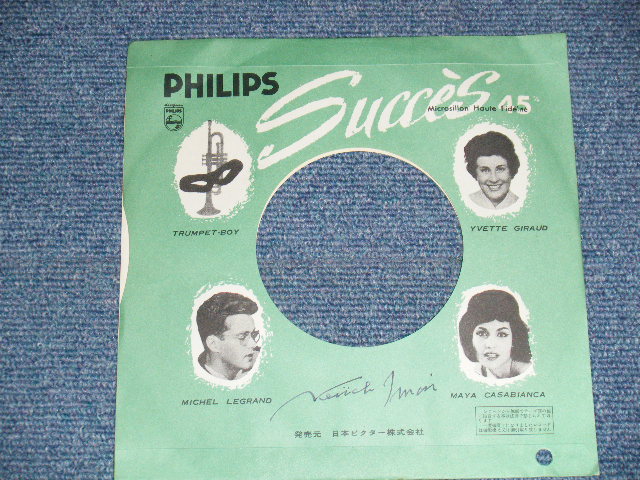 PHILIPS
Succès 45
Microsillon Haute Fidélité
PHILIPS
TRUMPET-BOY
YVETTE GIRAUD
MICHEL LEGRAND
MAYA CASABIANCA
発売元 日本ビクター株式会社